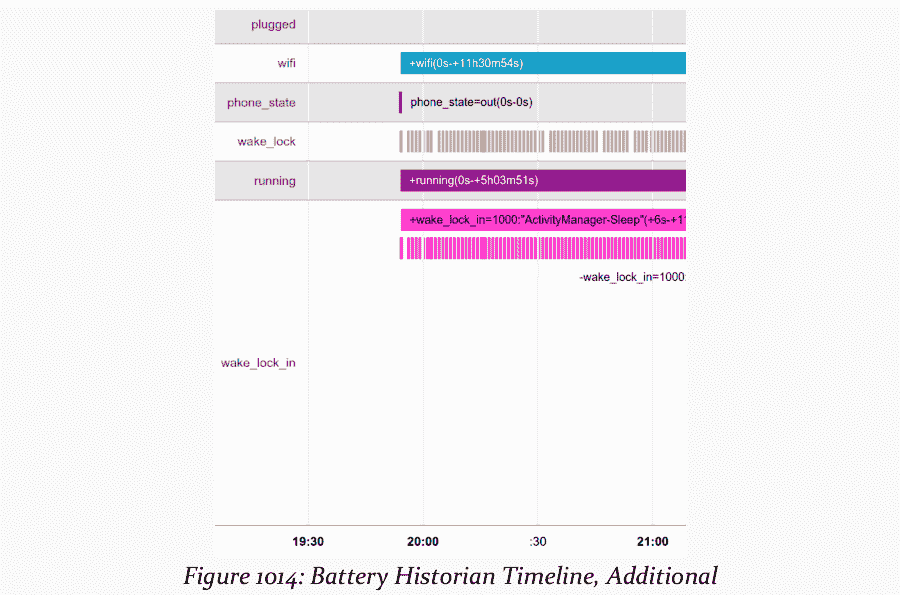 plugged
wifi
+wifi(0s-+11h30m54s)
phone_state
phone_state=out(0s-0s)
wake_lock
running
+running(0s-+5h03m51s)
+wake_lock_in=1000:"ActivityManager-Sleep"(+6s-+1
-wake_lock_in=1000:
wake_lock_in
19:30 20:00 :30 21:00
Figure 1014: Battery Historian Timeline, Additional